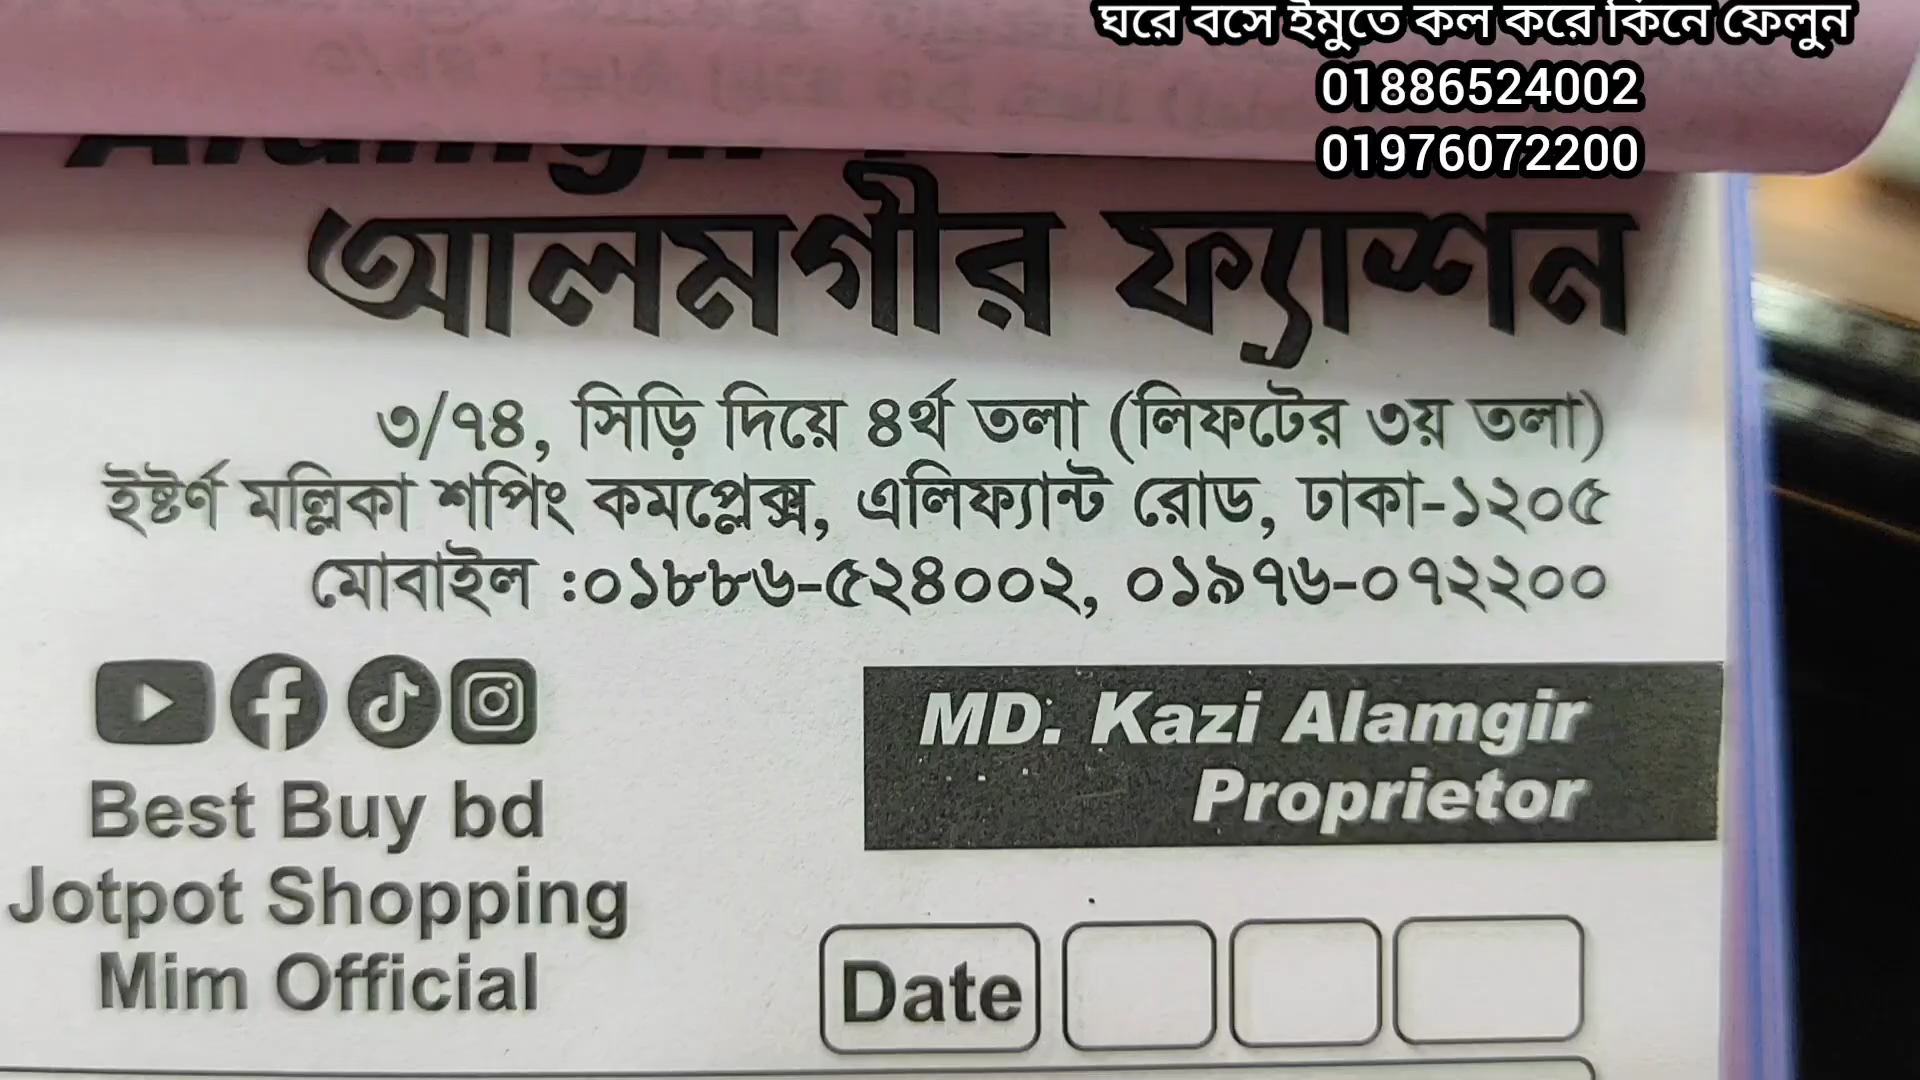 ঘরে বসে ইমুতে কল করে কিনে ফেলুন
01886524002
01976072200
Alamgir
আলমগীর ফ্যাশন
৩/৭৪, সিড়ি দিয়ে ৪র্থ তলা (লিফটের ৩য় তলা)
ইষ্টর্ণ মল্লিকা শপিং কমপ্লেক্স, এলিফ্যান্ট রোড, ঢাকা-১২০৫
মোবাইল :০১৮৮৬-৫২৪০০২, ০১৯৭৬-০৭২২০০
Best Buy bd
Jotpot Shopping
Mim Official
MD. Kazi Alamgir
Proprietor
Date